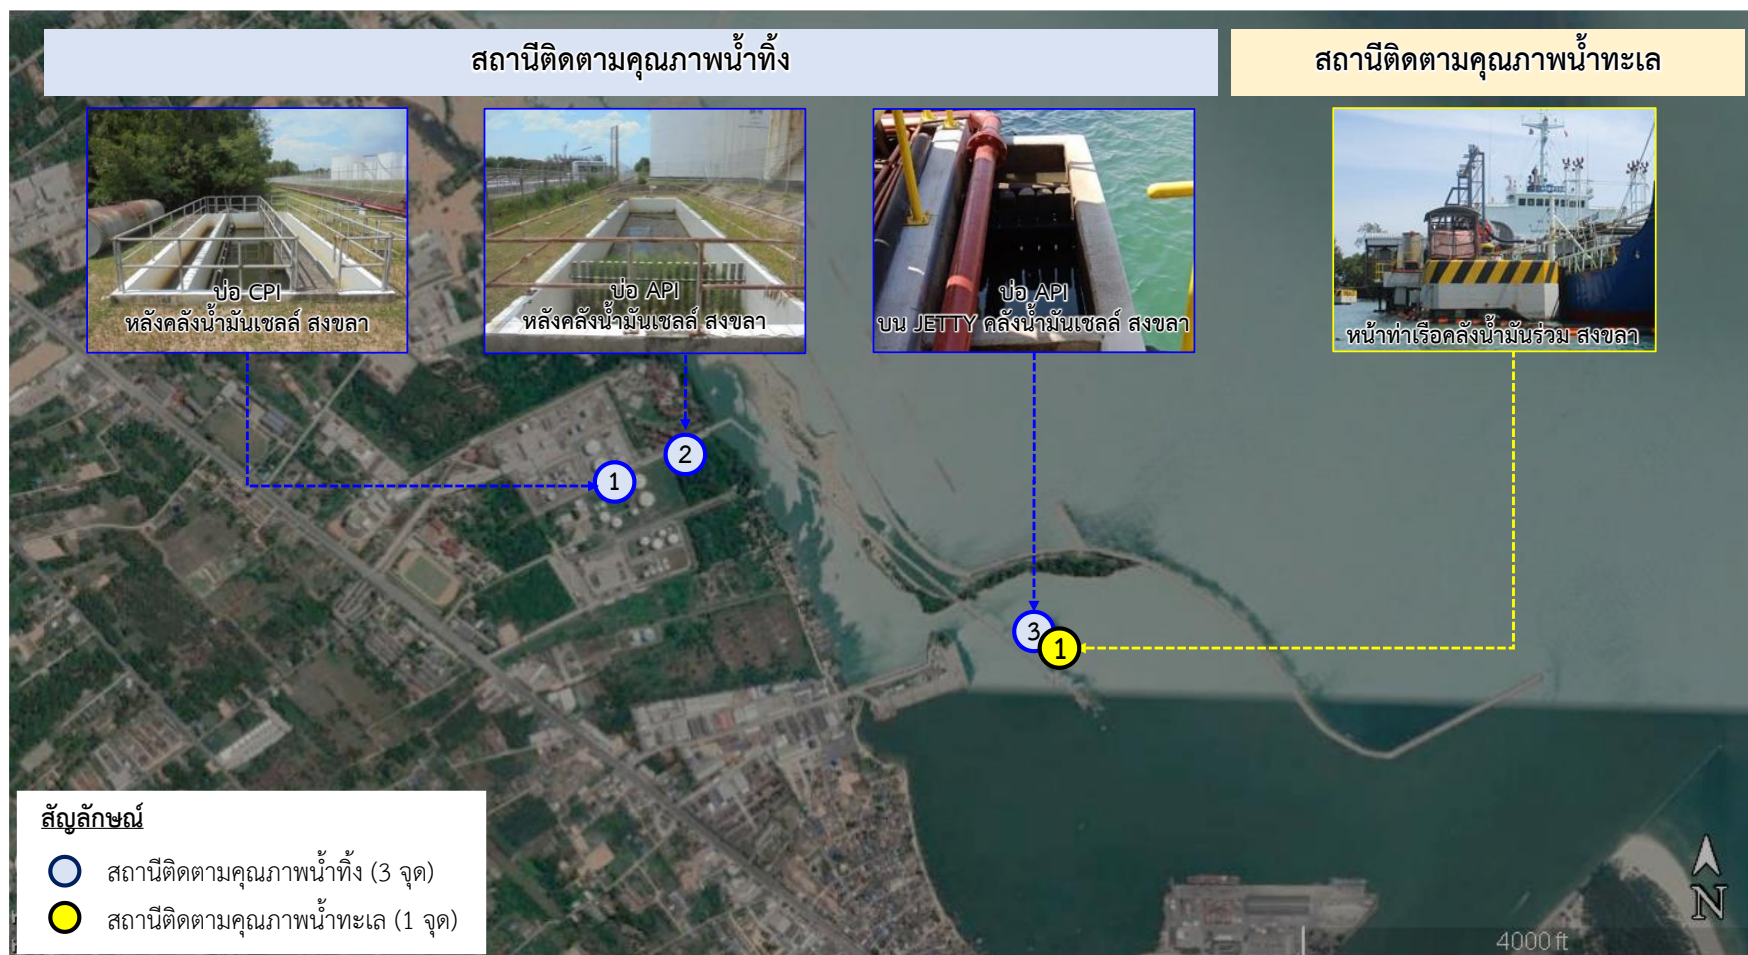 สถานีติดตามคุณภาพน้ำทิ้ง
สถานีติดตามคุณภาพน้ำทะเล
บ่อ CPI
หลังคลังน้ำมันเชลล์ สงขลา
บ่อ API
หลังคลังน้ำมันเชลล์ สงขลา
บ่อ API
บน JETTY คลังน้ำมันเชลล์ สงขลา
หน้าท่าเรือคลังน้ำมันร่วม สงขลา
1
2
3
1
สัญลักษณ์
สถานีติดตามคุณภาพน้ำทิ้ง (3 จุด)
สถานีติดตามคุณภาพน้ำทะเล (1 จุด)
N
4000 ft